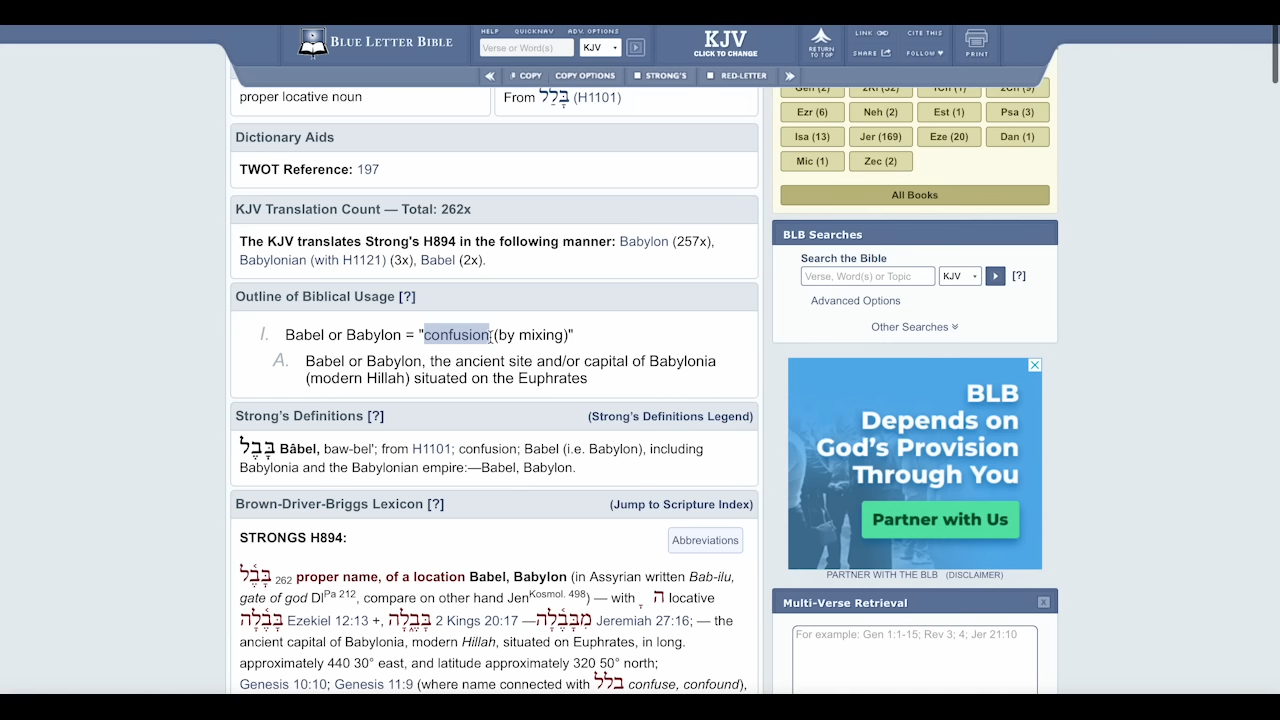 BLUE LETTER BIBLE
HELP QUICKNAV ADV. OPTIONS
Verse or Word(s) KJV
KJV
CLICK TO CHANGE
RETURN TO TOP
LINK CITE THIS
SHARE FOLLOW
PRINT
COPY COPY OPTIONS STRONG'S RED-LETTER
proper locative noun
From בָּלַל (H1101)
Dictionary Aids
TWOT Reference: 197
KJV Translation Count — Total: 262x
The KJV translates Strong's H894 in the following manner: Babylon (257x),
Babylonian (with H1121) (3x), Babel (2x).
Outline of Biblical Usage [?]
I. Babel or Babylon = "confusion (by mixing)"
A. Babel or Babylon, the ancient site and/or capital of Babylonia
(modern Hillah) situated on the Euphrates
Strong's Definitions [?] (Strong's Definitions Legend)
בָּבֶל Bâbel, baw-bel'; from H1101; confusion; Babel (i.e. Babylon), including
Babylonia and the Babylonian empire:—Babel, Babylon.
Brown-Driver-Briggs Lexicon [?] (Jump to Scripture Index)
STRONGS H894:
Abbreviations
בָּבֶ֫ל 262 proper name, of a location Babel, Babylon (in Assyrian written Bab-ilu,
gate of god Dl Pa 212, compare on other hand Jen Kosmol. 498) — with ה ָ locative
בָּבֶ֫לָה Ezekiel 12:13 +, בָּבֶ֑לָה 2 Kings 20:17 —מִבָּבֶ֫לָה Jeremiah 27:16; — the
ancient capital of Babylonia, modern Hillah, situated on Euphrates, in long.
approximately 440 30° east, and latitude approximately 320 50° north;
Genesis 10:10; Genesis 11:9 (where name connected with בלל confuse, confound),
Gen (2) 2Ki (32) 1Ch (1) 2Ch (9)
Ezr (6) Neh (2) Est (1) Psa (3)
Isa (13) Jer (169) Eze (20) Dan (1)
Mic (1) Zec (2)
All Books
BLB Searches
Search the Bible
Verse, Word(s) or Topic KJV [?]
Advanced Options
Other Searches
BLB
Depends on
God's Provision
Through You
Partner with Us
PARTNER WITH THE BLB (DISCLAIMER)
Multi-Verse Retrieval
For example: Gen 1:1-15; Rev 3; 4; Jer 21:10